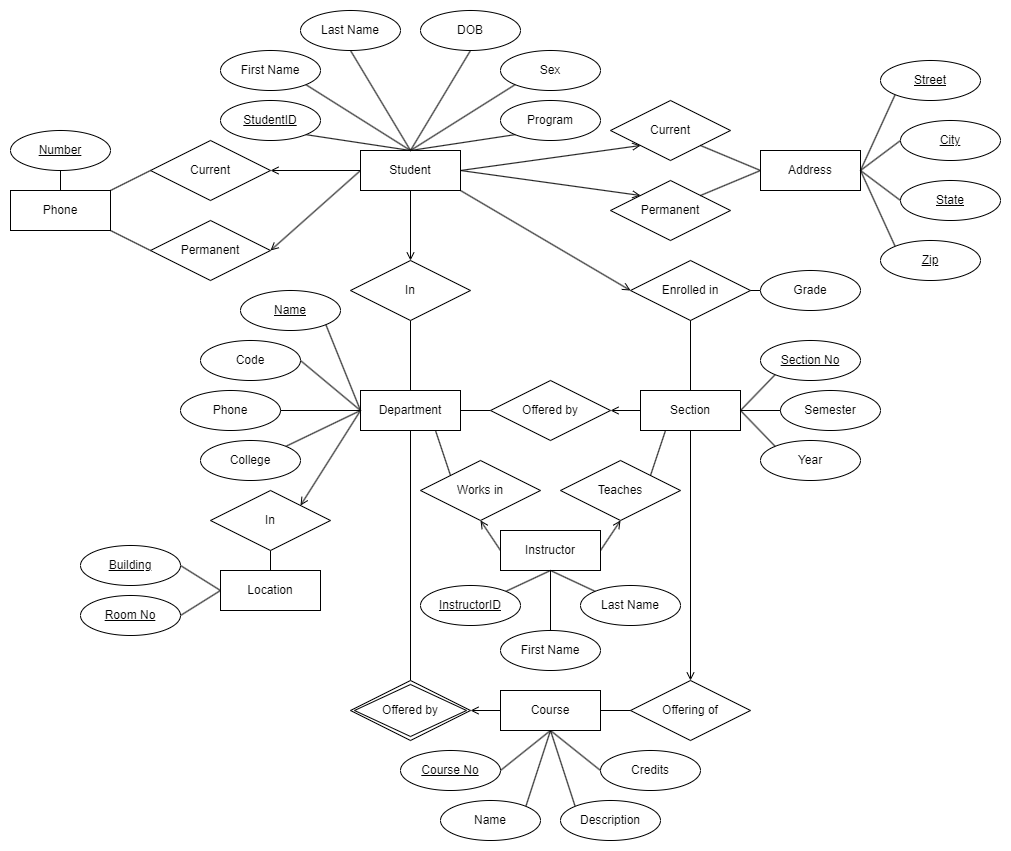 Last Name
DOB
First Name
Sex
Street
StudentID
Program
Current
City
Number
Student
Address
Current
Phone
Permanent
State
Permanent
Zip
In
Enrolled in
Grade
Name
Code
Section No
Phone
Department
Offered by
Section
Semester
College
Year
Works in
Teaches
In
Instructor
Building
Location
Room No
InstructorID
Last Name
First Name
Offered by
Course
Offering of
Course No
Credits
Name
Description